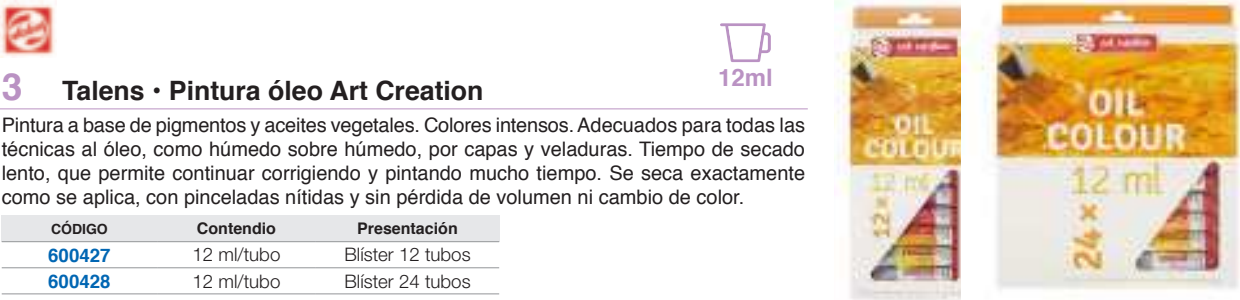 12ml
3 Talens • Pintura óleo Art Creation
Pintura a base de pigmentos y aceites vegetales. Colores intensos. Adecuados para todas las
técnicas al óleo, como húmedo sobre húmedo, por capas y veladuras. Tiempo de secado
lento, que permite continuar corrigiendo y pintando mucho tiempo. Se seca exactamente
como se aplica, con pinceladas nítidas y sin pérdida de volumen ni cambio de color.
CÓDIGO Contendio Presentación
600427 12 ml/tubo Blíster 12 tubos
600428 12 ml/tubo Blíster 24 tubos
OIL
COLOUR
12 ml
12 x
OIL
COLOUR
12 ml
24 x